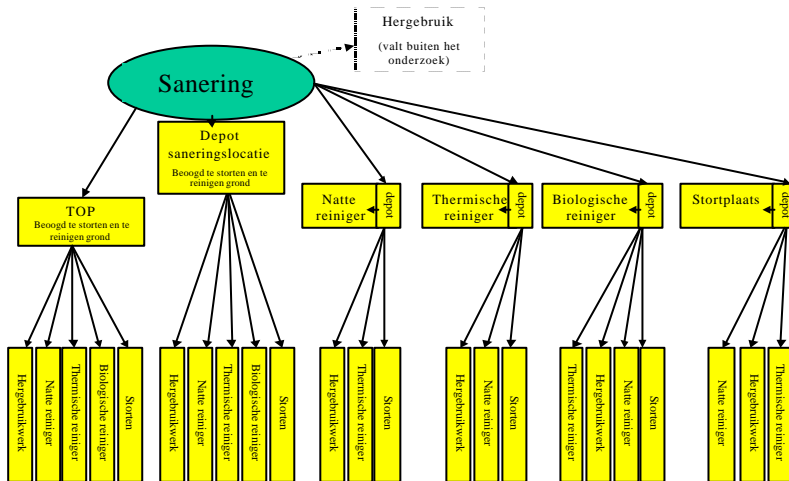 Hergebruik
(valt buiten het
onderzoek)
Sanering
Depot
saneringslocatie
Beoogd te storten en te
reinigen grond
TOP
Beoogd te storten en te
reinigen grond
Natte
reiniger
depot
Thermische
reiniger
depot
Biologische
reiniger
depot
Stortplaats
depot
Hergebruikwerk
Natte reiniger
Thermische reiniger
Biologische reiniger
Storten
Hergebruikwerk
Natte reiniger
Thermische reiniger
Biologische reiniger
Storten
Hergebruikwerk
Thermische reiniger
Storten
Hergebruikwerk
Natte reiniger
Storten
Thermische reiniger
Hergebruikwerk
Natte reiniger
Storten
Natte reiniger
Hergebruikwerk
Thermische reiniger